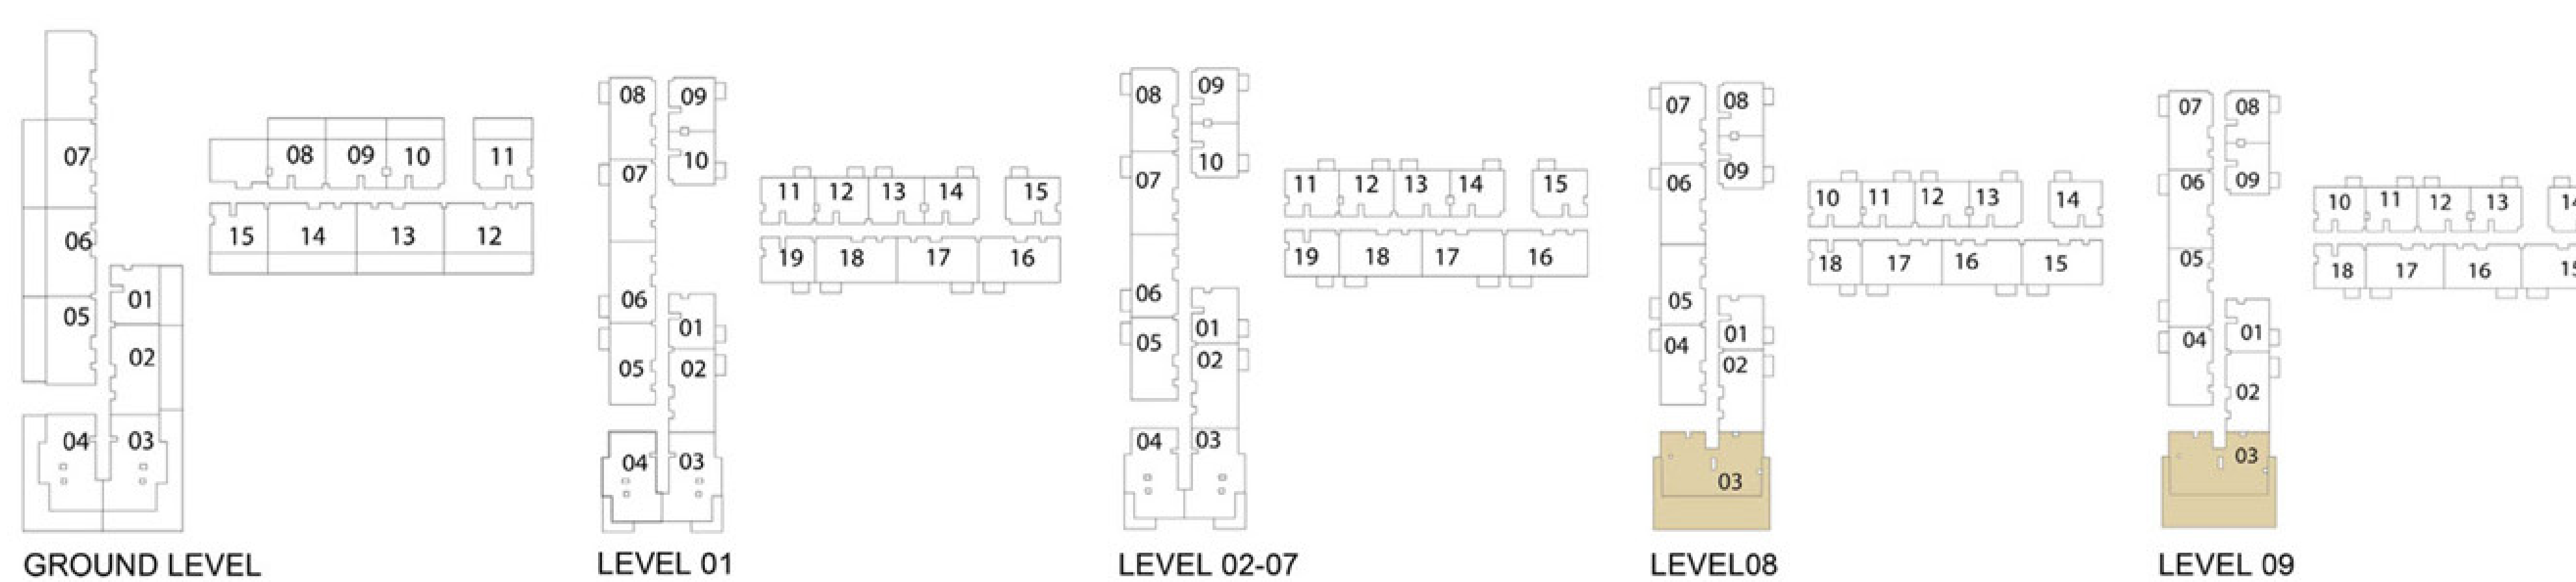 07
06
05
01
02
04 03
08 09 10 11
15 14 13 12
GROUND LEVEL
08 09
07 10
06 01
05 02
04 03
11 12 13 14 15
19 18 17 16
LEVEL 01
08 09
07 10
06 01
05 02
04 03
11 12 13 14 15
19 18 17 16
LEVEL 02-07
07 08
06 09
05 01
04 02
03
10 11 12 13 14
18 17 16 15
LEVEL08
07 08
06 09
05
04 01
02
03
10 11 12 13 14
18 17 16 15
LEVEL 09